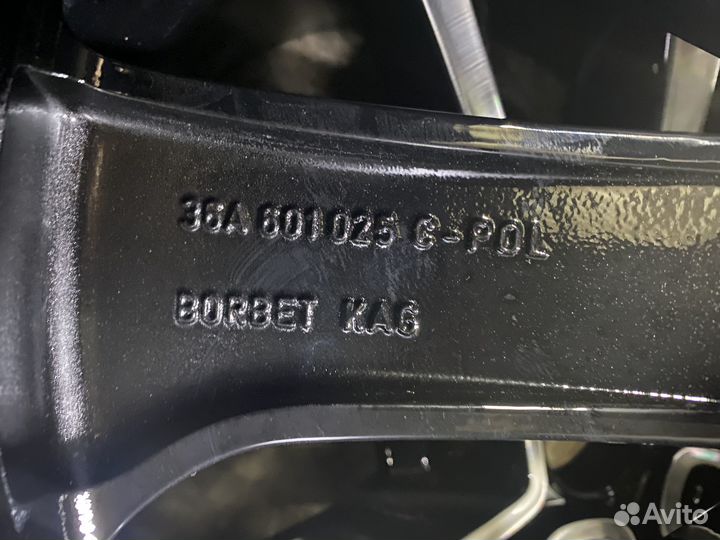 36A 601 025 C-POL
BORBET KAG
Avito